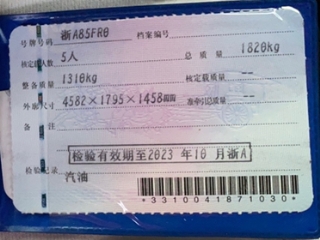 号牌号码 浙A85FR0 档案编号
核定载人数 5人 总质量 1820kg
整备质量 1310kg 核定载质量 --
外廓尺寸 4582×1795×1458mm 准牵引总质量 --
备注
检验有效期至2023年10月浙A
检验记录 汽油
*3310041871030*